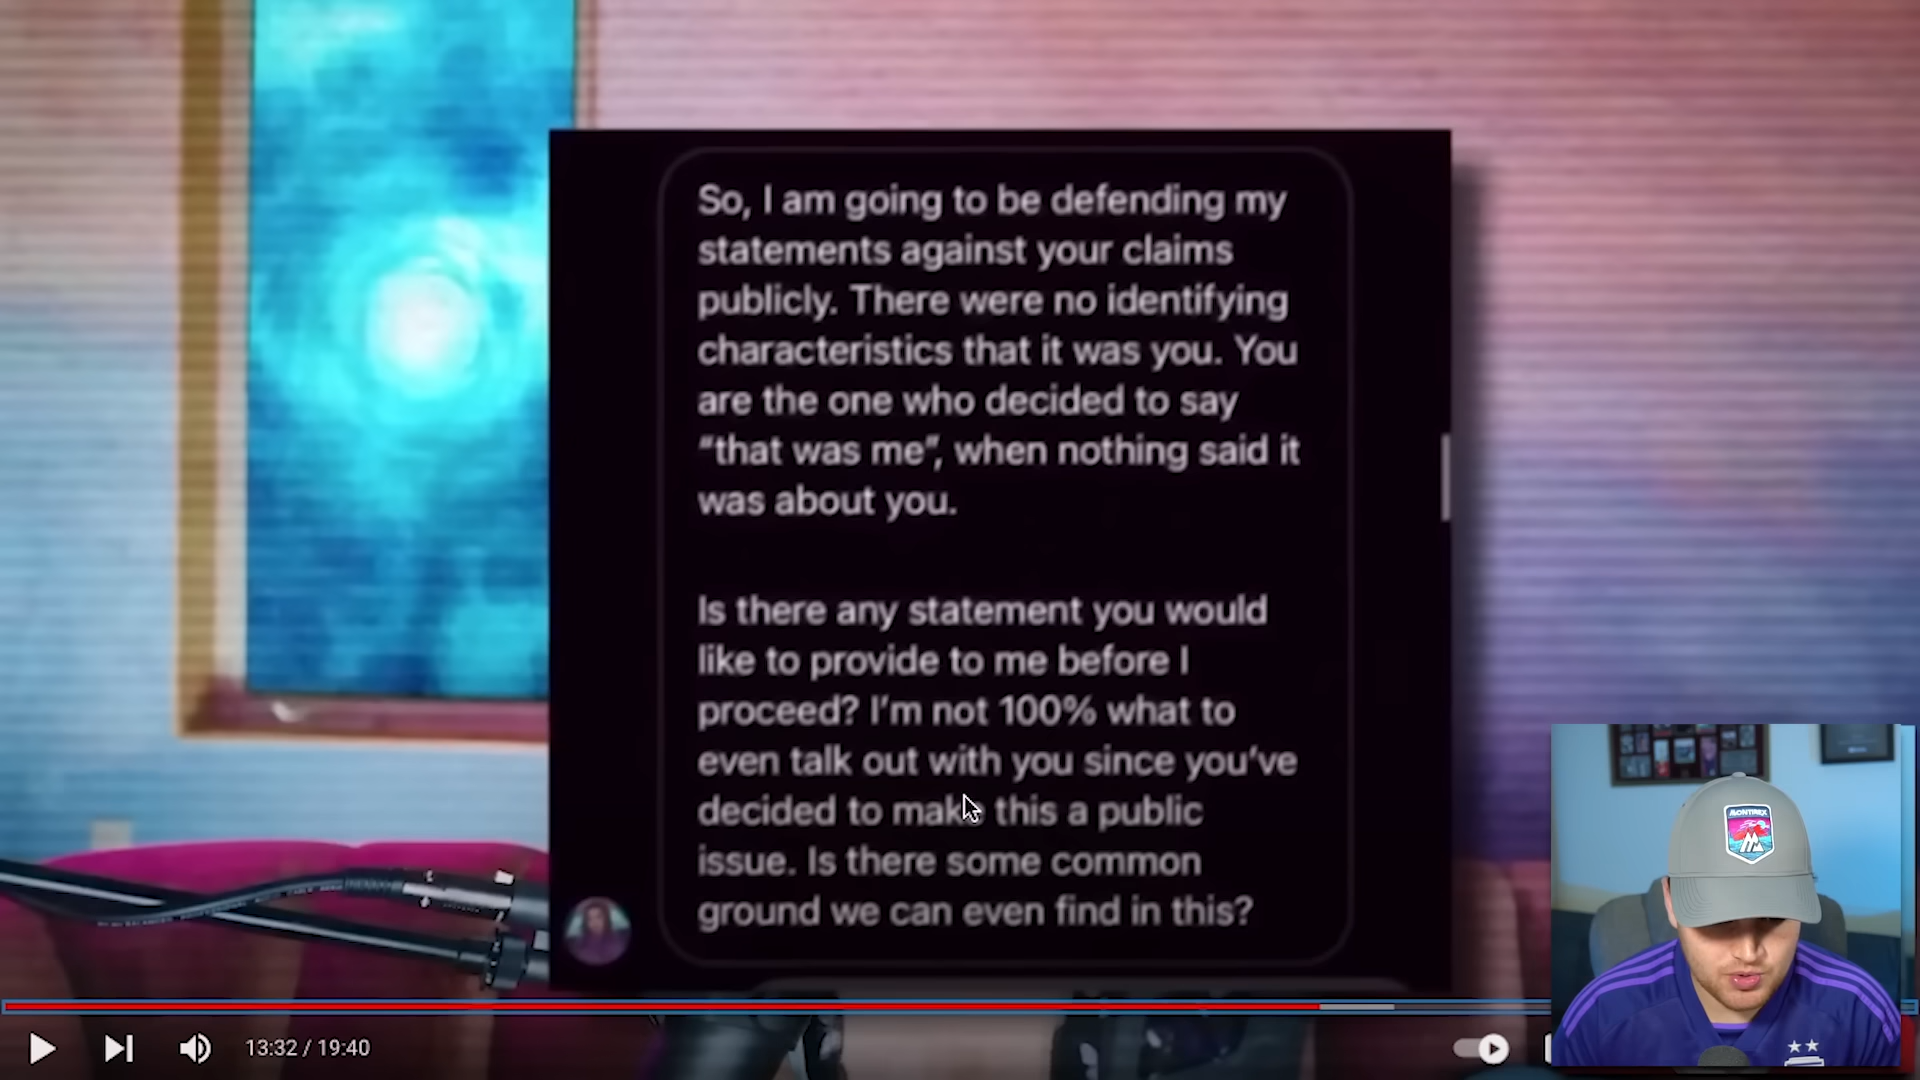 So, I am going to be defending my
statements against your claims
publicly. There were no identifying
characteristics that it was you. You
are the one who decided to say
“that was me”, when nothing said it
was about you.
Is there any statement you would
like to provide to me before I
proceed? I’m not 100% what to
even talk out with you since you’ve
decided to make this a public
issue. Is there some common
ground we can even find in this?
MONTREX
13:32 / 19:40